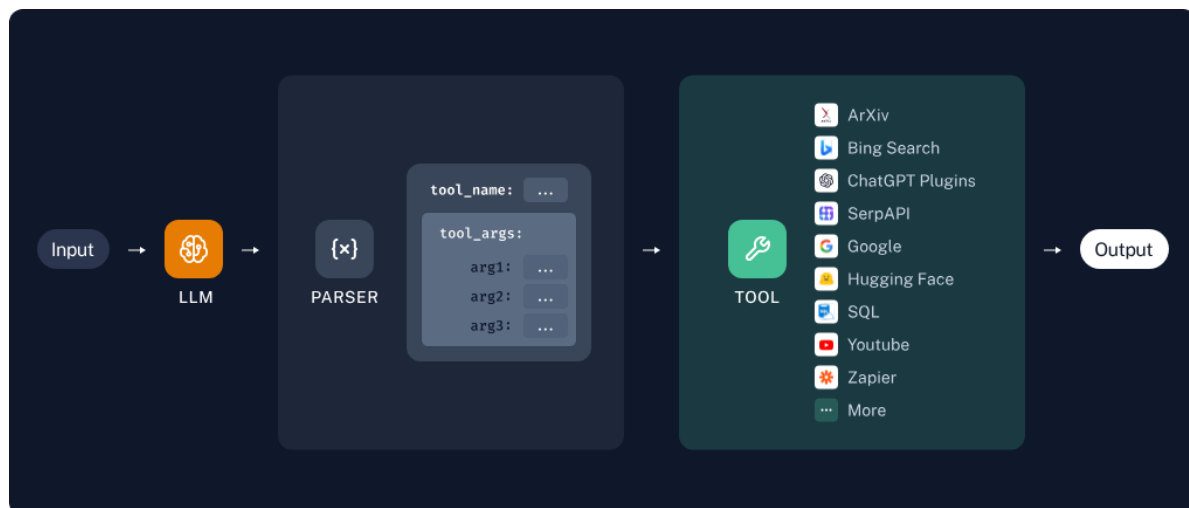 Input
LLM
PARSER
tool_name: ...
tool_args:
arg1: ...
arg2: ...
arg3: ...
TOOL
ArXiv
Bing Search
ChatGPT Plugins
SerpAPI
Google
Hugging Face
SQL
Youtube
Zapier
More
Output